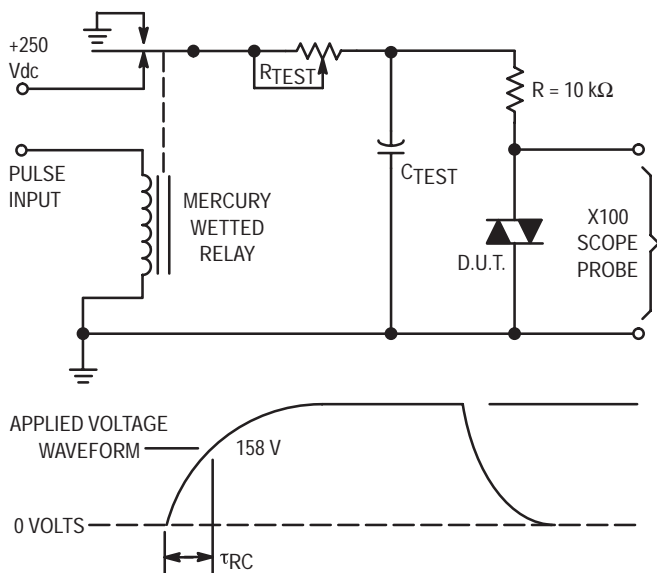 +250
Vdc
RTEST
R = 10 kΩ
PULSE
INPUT
MERCURY
WETTED
RELAY
CTEST
D.U.T.
X100
SCOPE
PROBE
APPLIED VOLTAGE
WAVEFORM
158 V
0 VOLTS
τRC